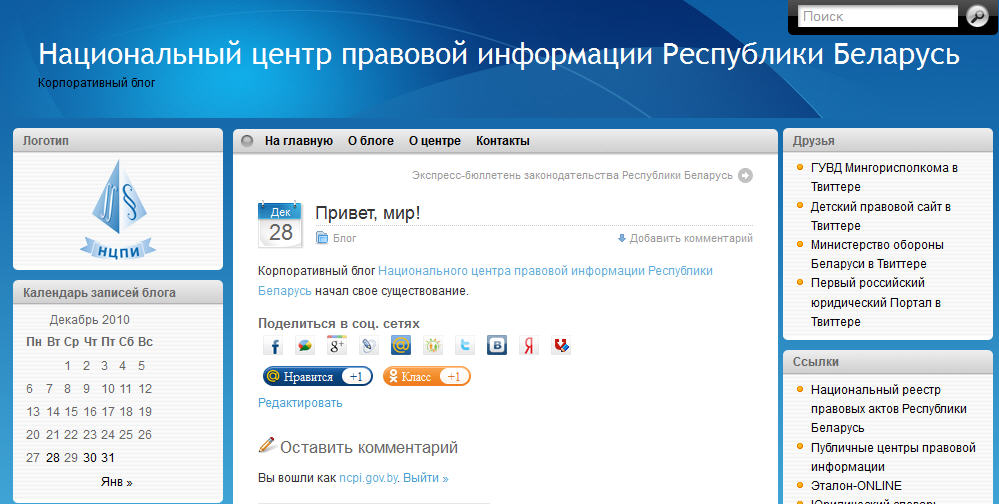 Поиск
Национальный центр правовой информации Республики Беларусь
Корпоративный блог
Логотип
НЦПИ
Календарь записей блога
Декабрь 2010
Пн Вт Ср Чт Пт Сб Вс
1 2 3 4 5
6 7 8 9 10 11 12
13 14 15 16 17 18 19
20 21 22 23 24 25 26
27 28 29 30 31
Янв »
На главную О блоге О центре Контакты
Экспресс-бюллетень законодательства Республики Беларусь
Дек
28
Привет, мир!
Блог
Добавить комментарий
Корпоративный блог Национального центра правовой информации Республики
Беларусь начал свое существование.
Поделиться в соц. сетях
Нравится +1
Класс +1
Редактировать
Оставить комментарий
Вы вошли как ncpi.gov.by. Выйти »
Друзья
ГУВД Мингорисполкома в
Твиттере
Детский правовой сайт в
Твиттере
Министерство обороны
Беларуси в Твиттере
Первый российский
юридический Портал в
Твиттере
Ссылки
Национальный реестр
правовых актов Республики
Беларусь
Публичные центры правовой
информации
Эталон-ONLINE
Юридический словарь